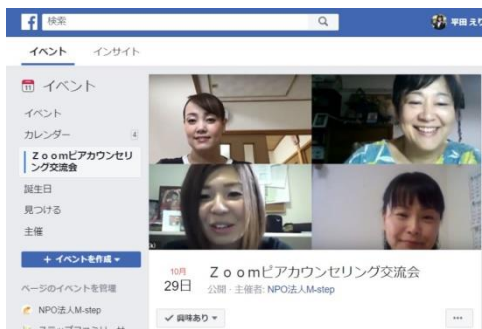 検索
平田 えり
イベント
インサイト
イベント
イベント
カレンダー 4
Ｚｏｏｍピアカウンセリ
ング交流会
誕生日
見つける
主催
+ イベントを作成
ページのイベントを管理
NPO法人M-step
10月
29日
Ｚｏｏｍピアカウンセリング交流会
公開 · 主催者: NPO法人M-step
✓ 興味あり